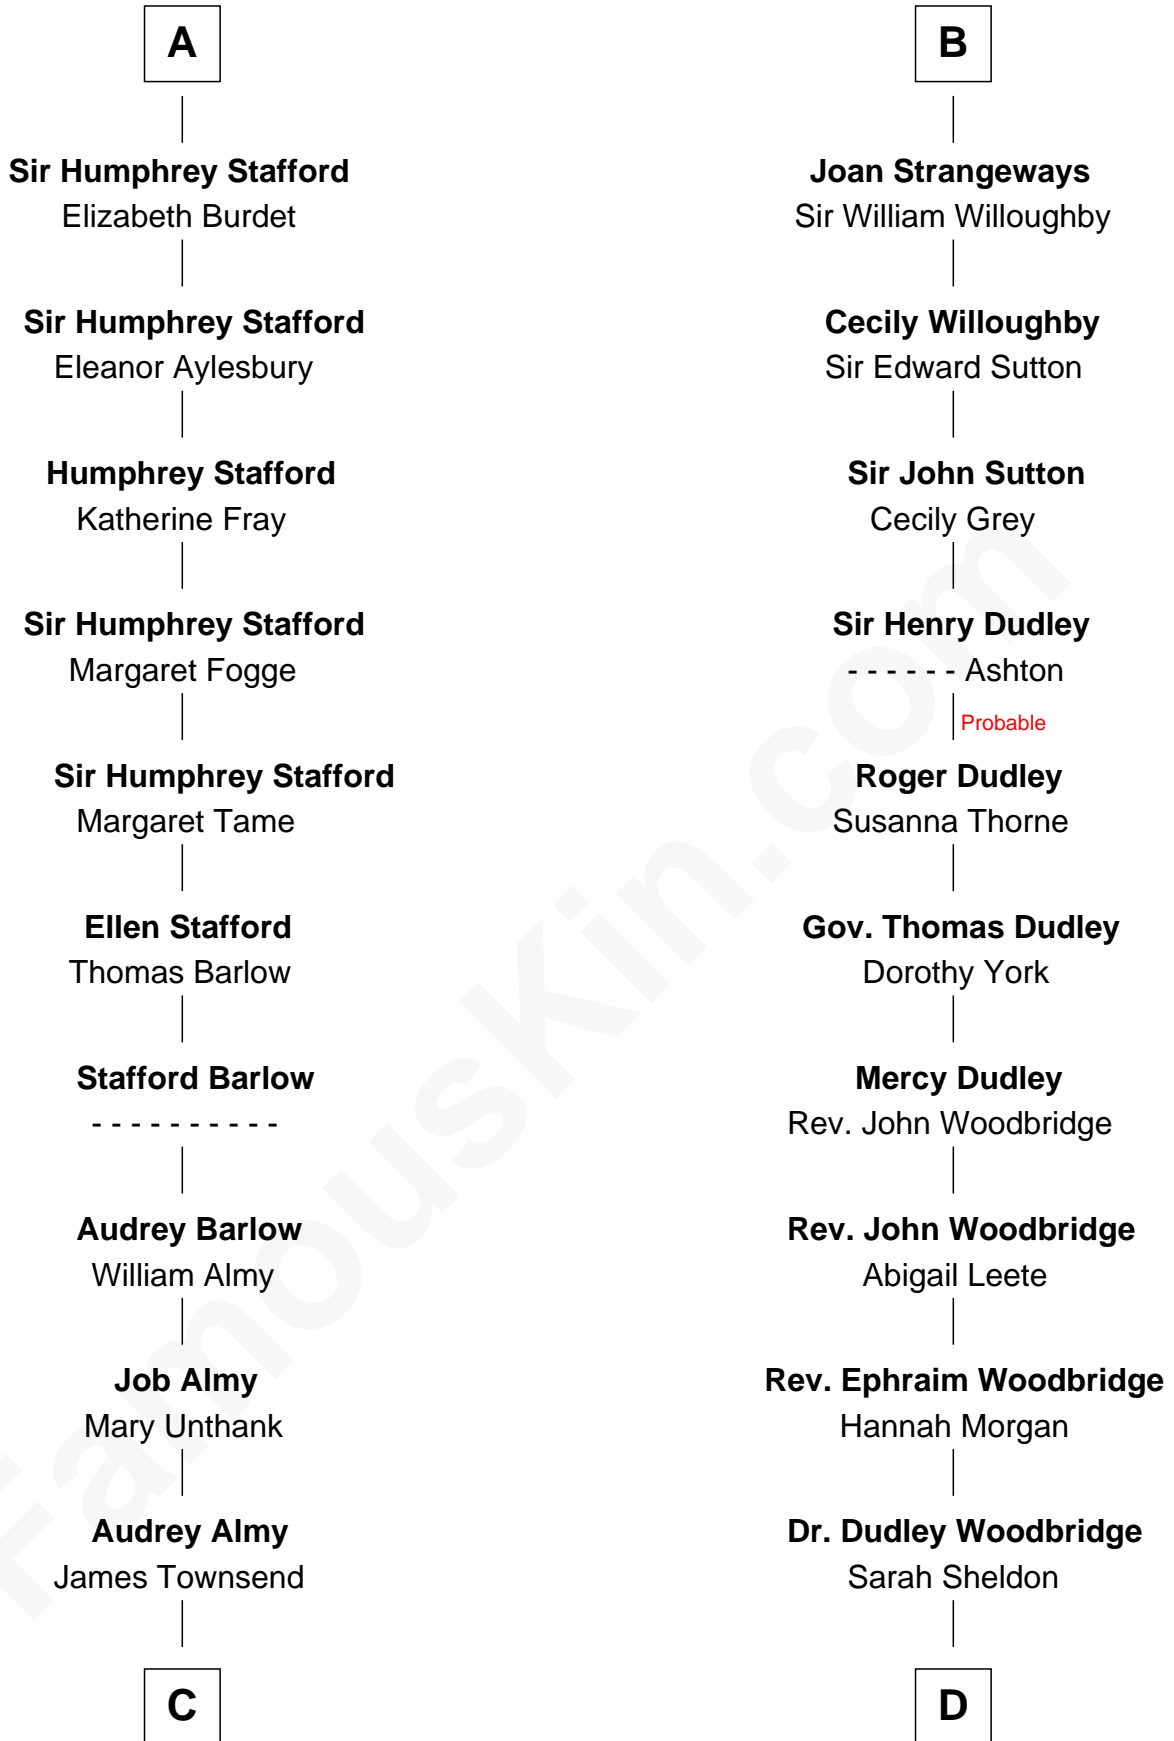 A
Sir Humphrey Stafford
Elizabeth Burdet
Sir Humphrey Stafford
Eleanor Aylesbury
Humphrey Stafford
Katherine Fray
Sir Humphrey Stafford
Margaret Fogge
Sir Humphrey Stafford
Margaret Tame
Ellen Stafford
Thomas Barlow
Stafford Barlow
- - - - - - - - - -
Audrey Barlow
William Almy
Job Almy
Mary Unthank
Audrey Almy
James Townsend
C
B
Joan Strangeways
Sir William Willoughby
Cecily Willoughby
Sir Edward Sutton
Sir John Sutton
Cecily Grey
Sir Henry Dudley
- - - - - - Ashton
Probable
Roger Dudley
Susanna Thorne
Gov. Thomas Dudley
Dorothy York
Mercy Dudley
Rev. John Woodbridge
Rev. John Woodbridge
Abigail Leete
Rev. Ephraim Woodbridge
Hannah Morgan
Dr. Dudley Woodbridge
Sarah Sheldon
D
FamousKin.com